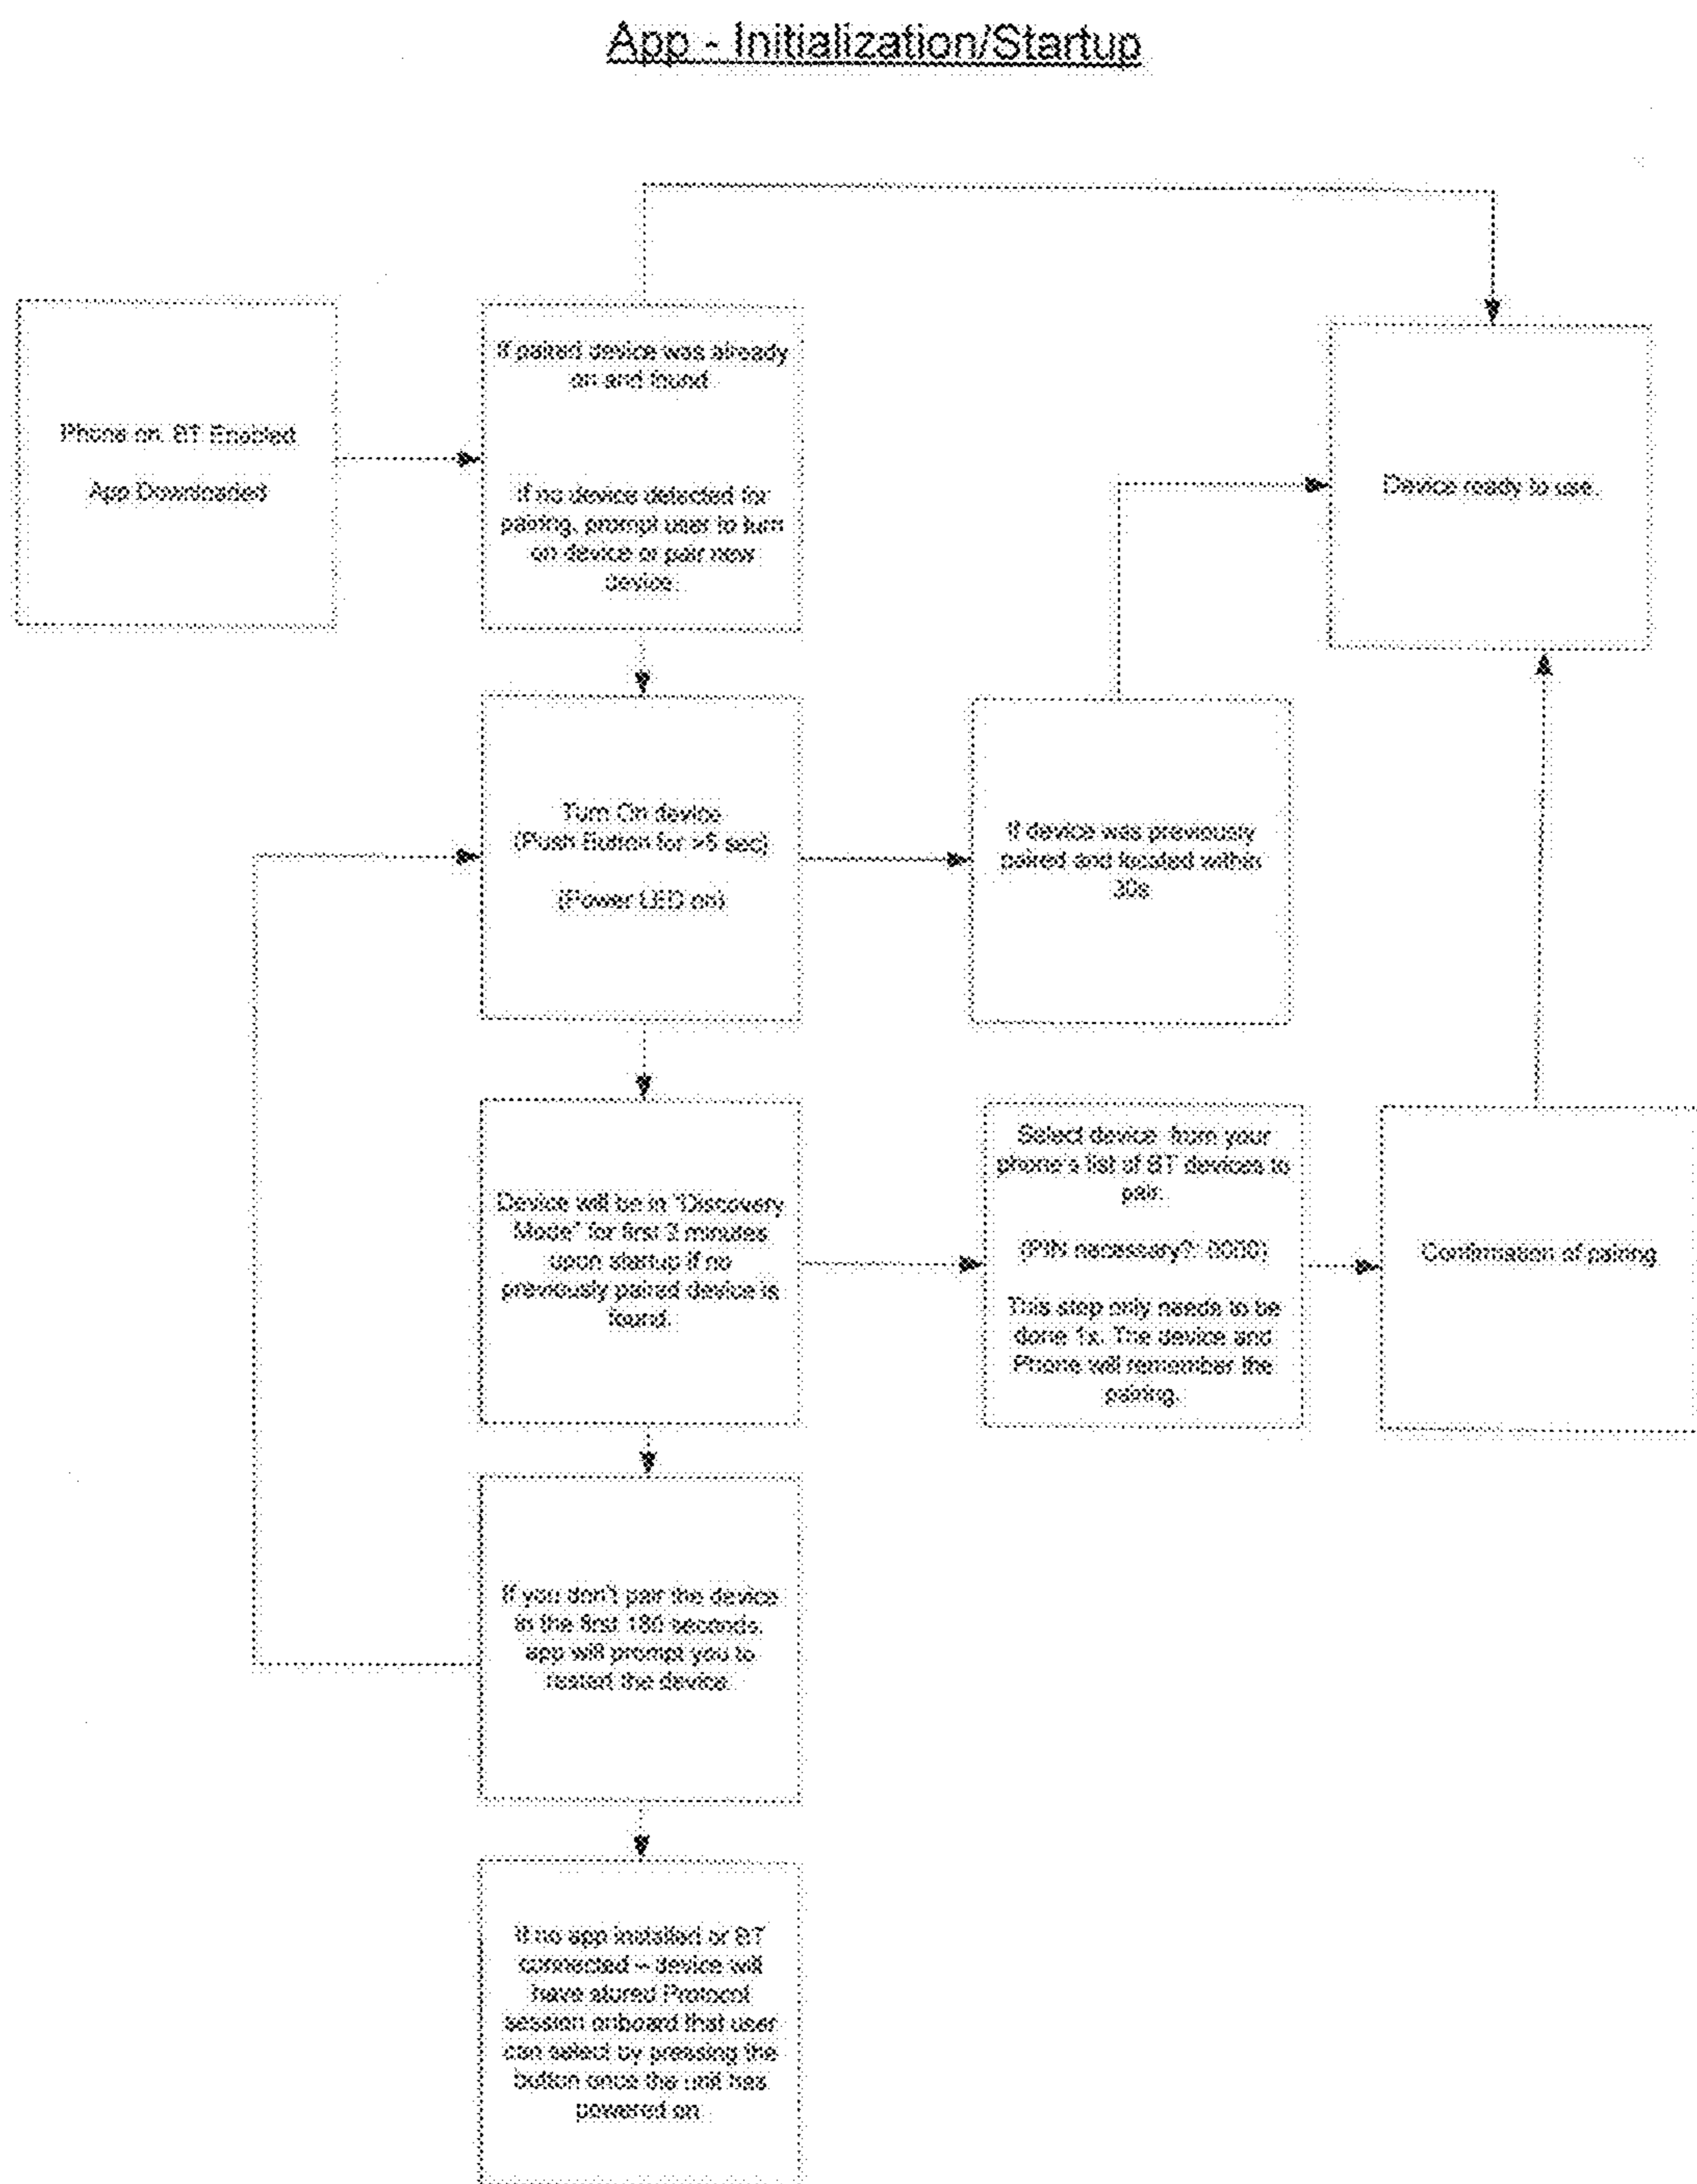 App - Initialization/Startup
Phone on. BT Enabled
App Downloaded
If paired device was already
on and found
If no device detected for
pairing, prompt user to turn
on device or pair new
device.
Device ready to use.
Turn On device
(Push Button for >5 sec)
(Power LED on)
If device was previously
paired and located within
30s
Device will be in "Discovery
Mode" for first 3 minutes
upon startup if no
previously paired device is
found.
Select device from your
phone's list of BT devices to
pair.
(PIN necessary?: 0000)
This step only needs to be
done 1x. The device and
Phone will remember the
pairing.
Confirmation of pairing
If you don't pair the device
in the first 180 seconds,
app will prompt you to
restart the device
If no app installed or BT
connected – device will
have stored Protocol
session onboard that user
can select by pressing the
button once the unit has
powered on